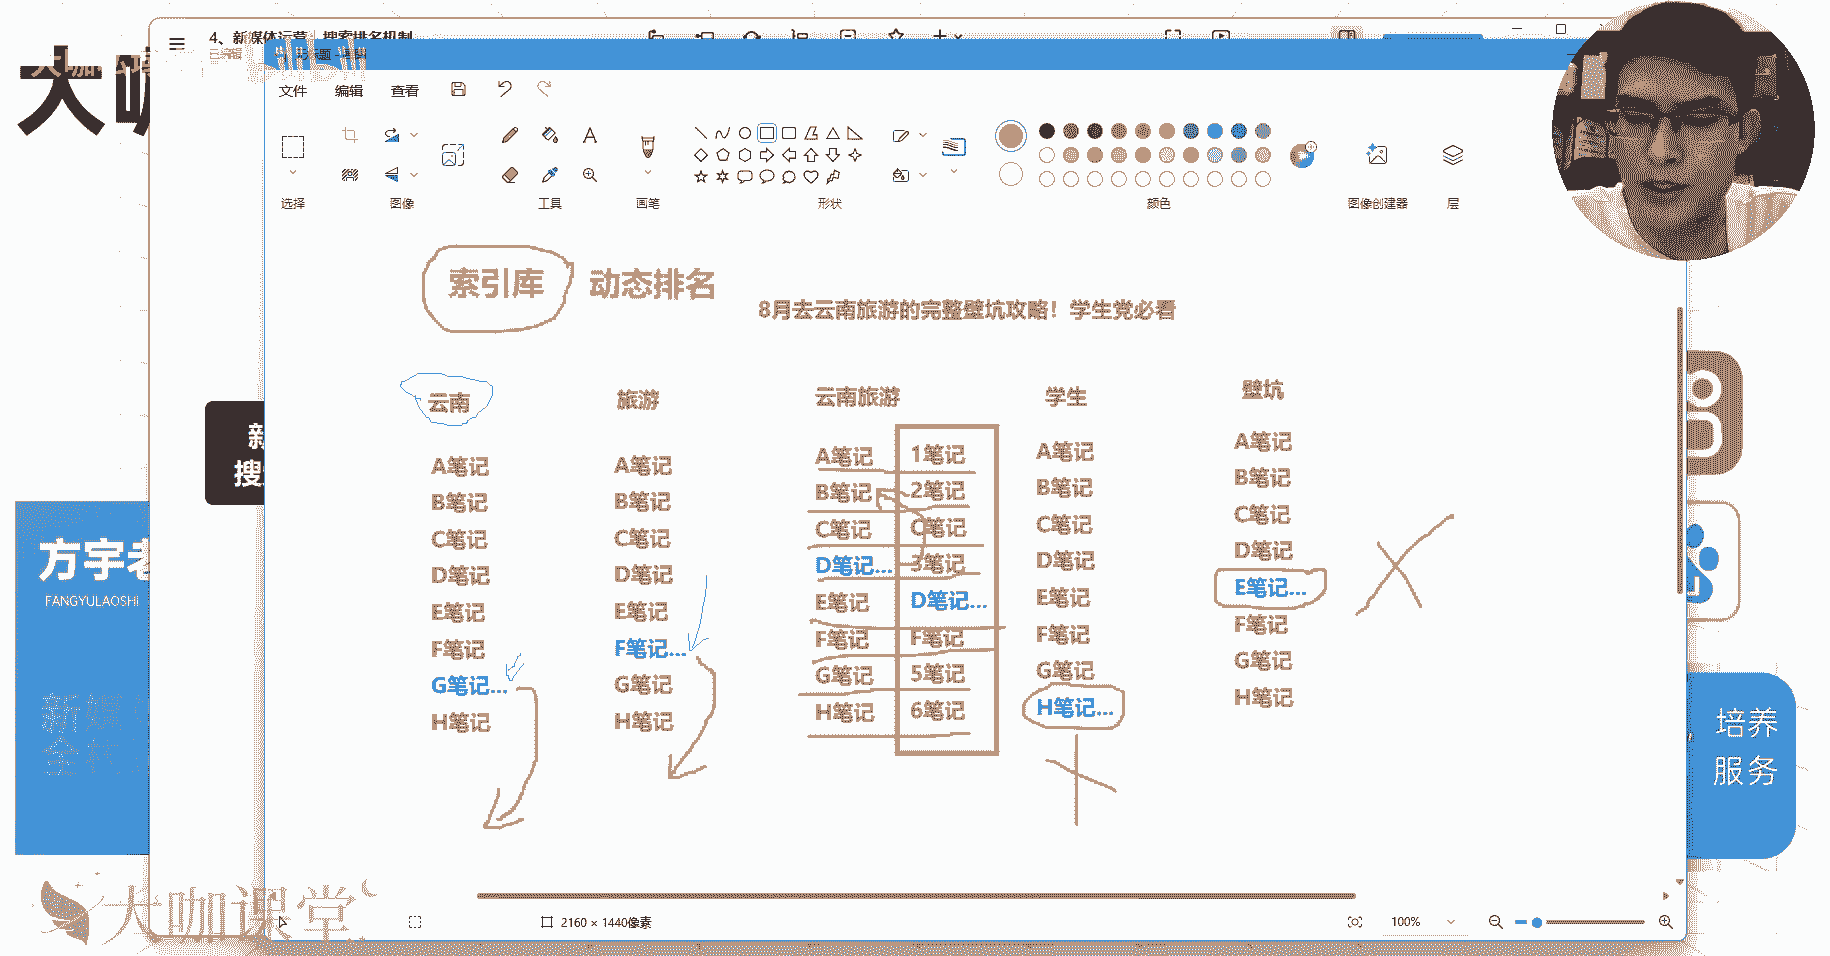 4、新媒体运营
搜索排名机制
已编辑
大咖
文件 编辑 查看
选择 图像 工具 画笔 形状 颜色 图像创建器 层
索引库 动态排名
8月去云南旅游的完整壁坑攻略！学生党必看
云南 旅游 云南旅游 学生 壁坑
A笔记 A笔记 A笔记 1笔记 A笔记 A笔记
B笔记 B笔记 B笔记 2笔记 B笔记 B笔记
C笔记 C笔记 C笔记 C笔记 C笔记 C笔记
D笔记 D笔记 D笔记... 3笔记 D笔记 D笔记
E笔记 E笔记 E笔记 D笔记... E笔记 E笔记...
F笔记 F笔记... F笔记 F笔记 F笔记 F笔记
G笔记... G笔记 G笔记 5笔记 G笔记 G笔记
H笔记 H笔记 H笔记 6笔记 H笔记... H笔记
新
搜
方宇老
FANGYULAOSHI
培养
服务
大咖课堂
2160 × 1440像素 100%